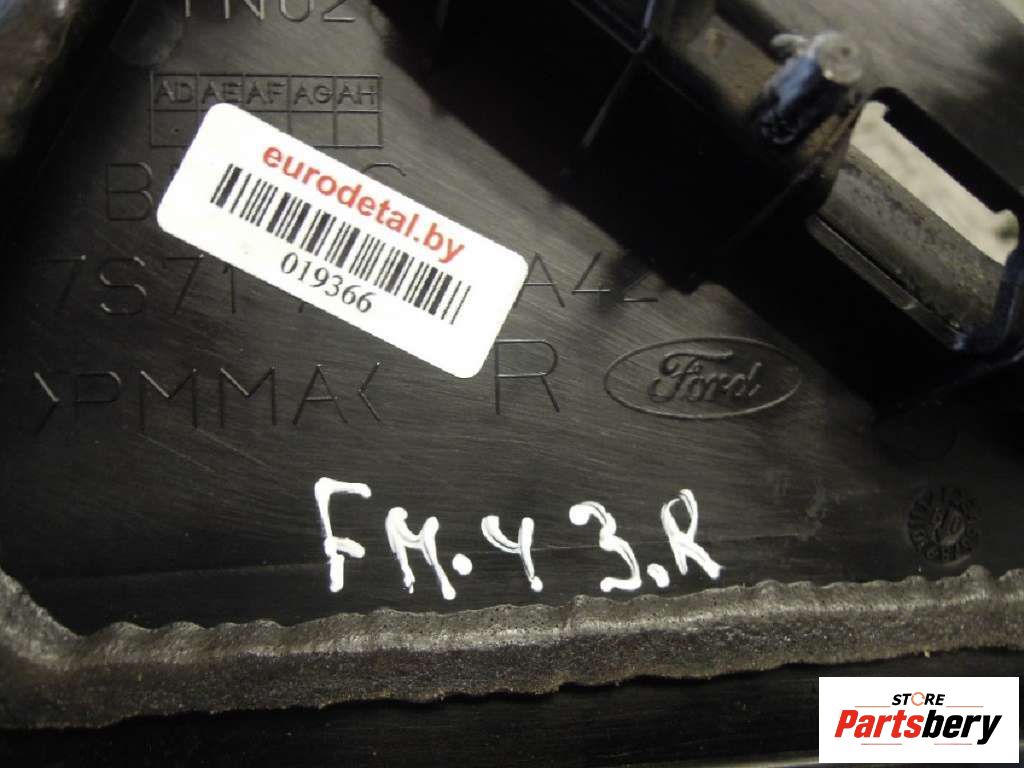 AD AE AF AG AH
eurodetal.by
019366
7S71 A42
>PMMA< R Ford
FM.4 3.R
STORE
Partsbery